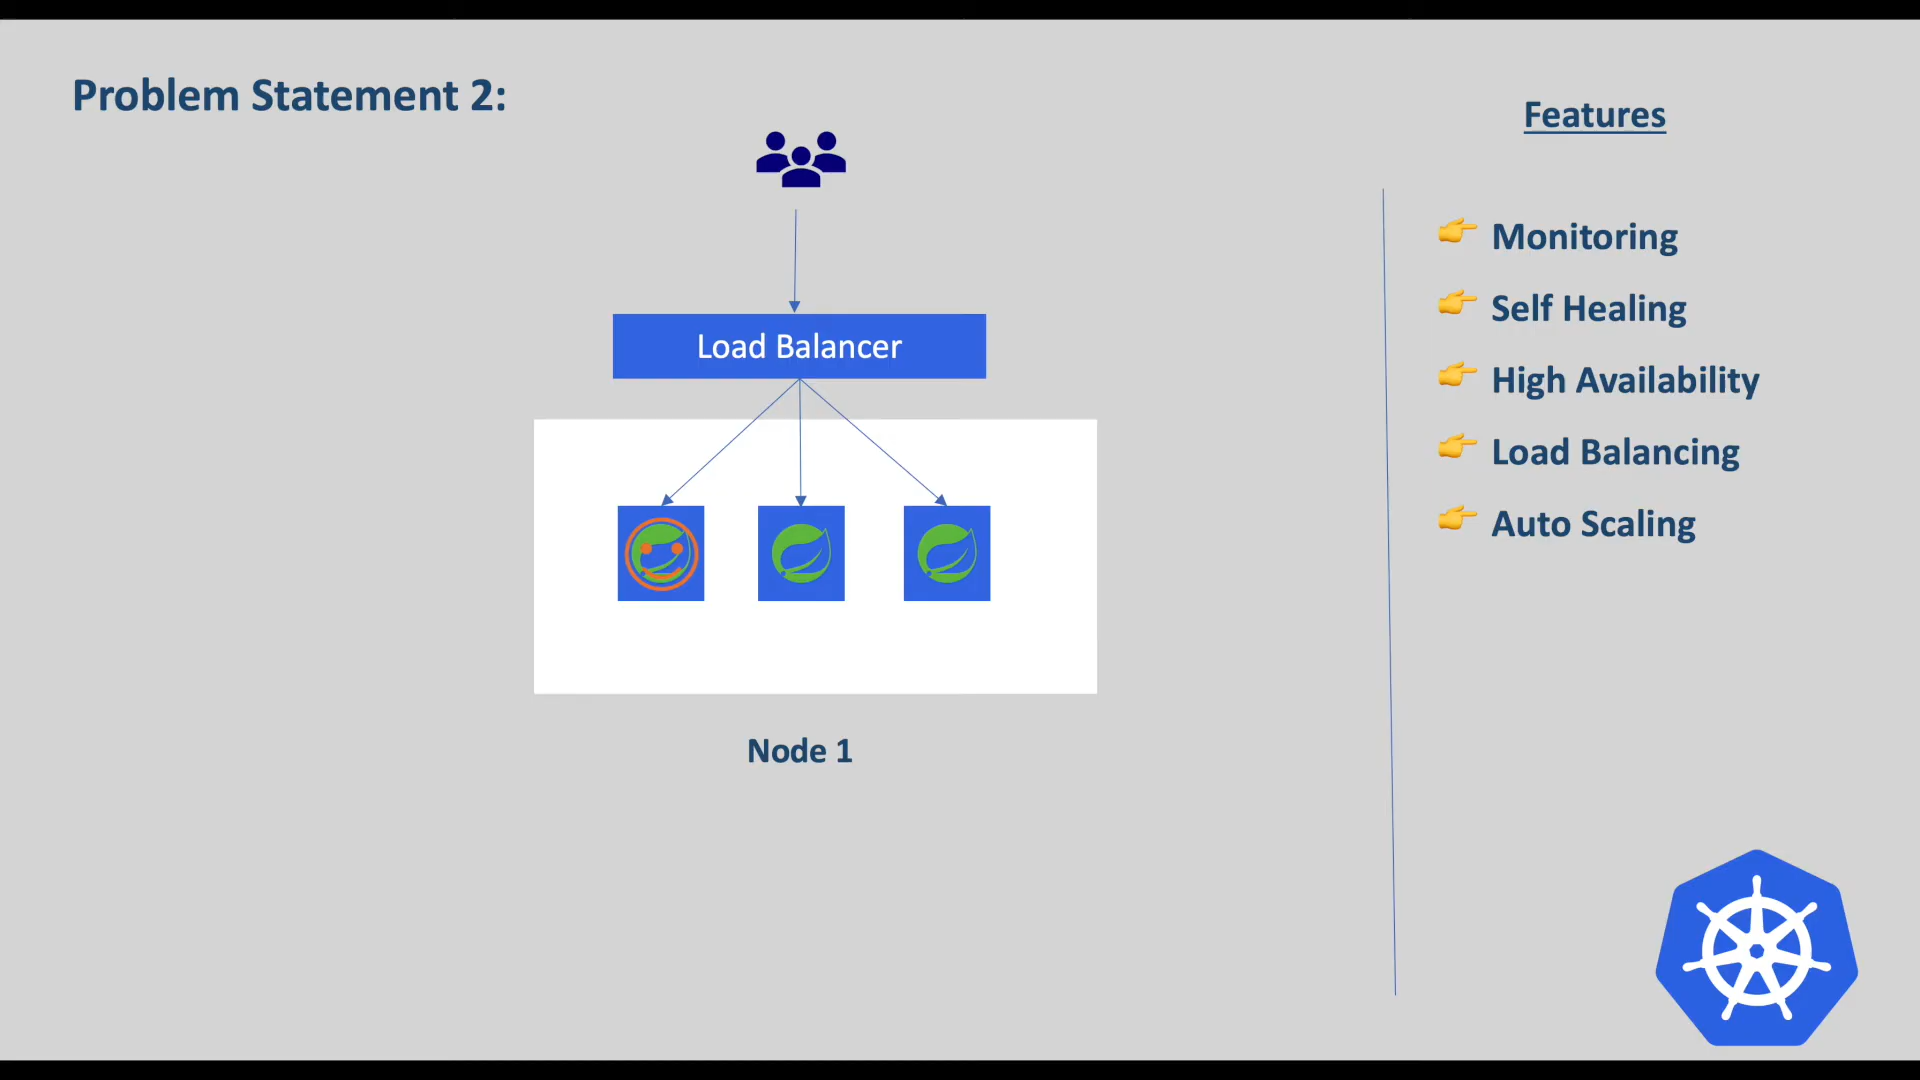 Problem Statement 2:
Load Balancer
Node 1
Features
👉 Monitoring
👉 Self Healing
👉 High Availability
👉 Load Balancing
👉 Auto Scaling